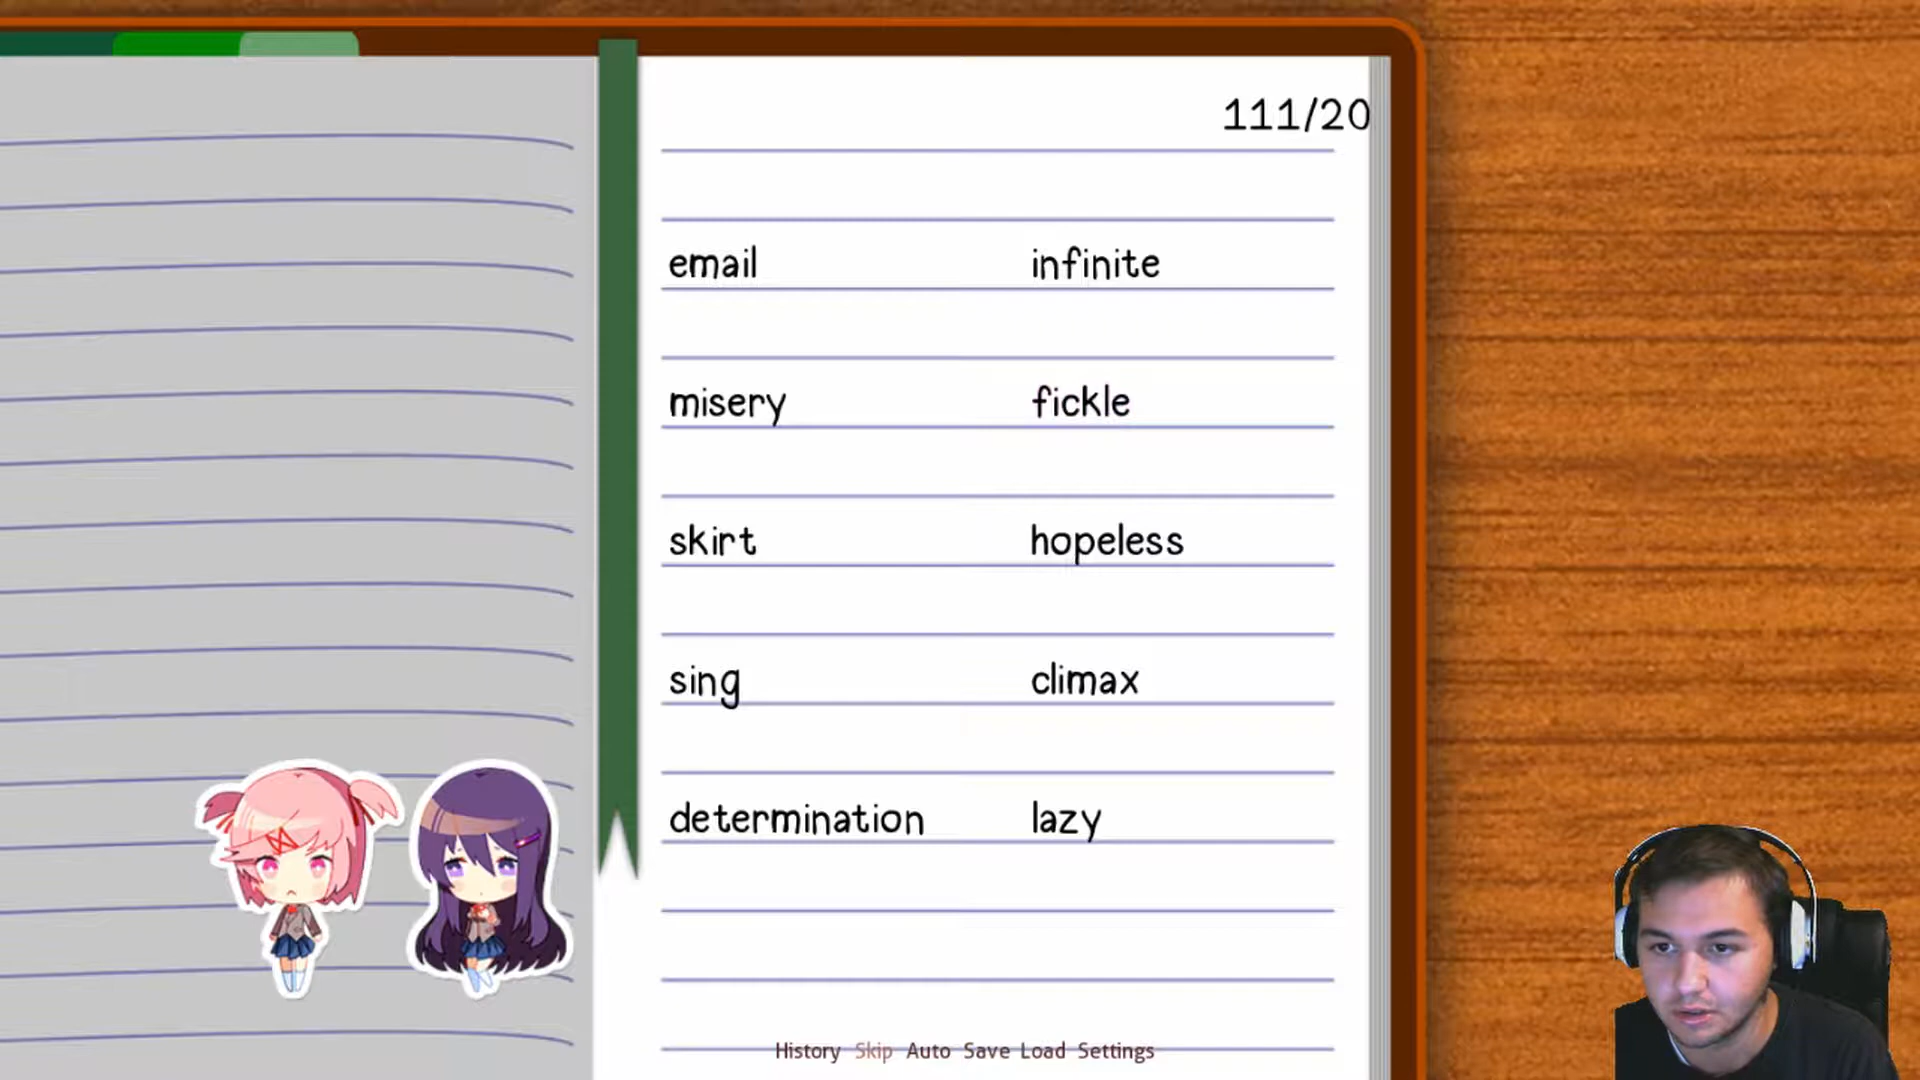 111/20
email infinite
misery fickle
skirt hopeless
sing climax
determination lazy
History Skip Auto Save Load Settings